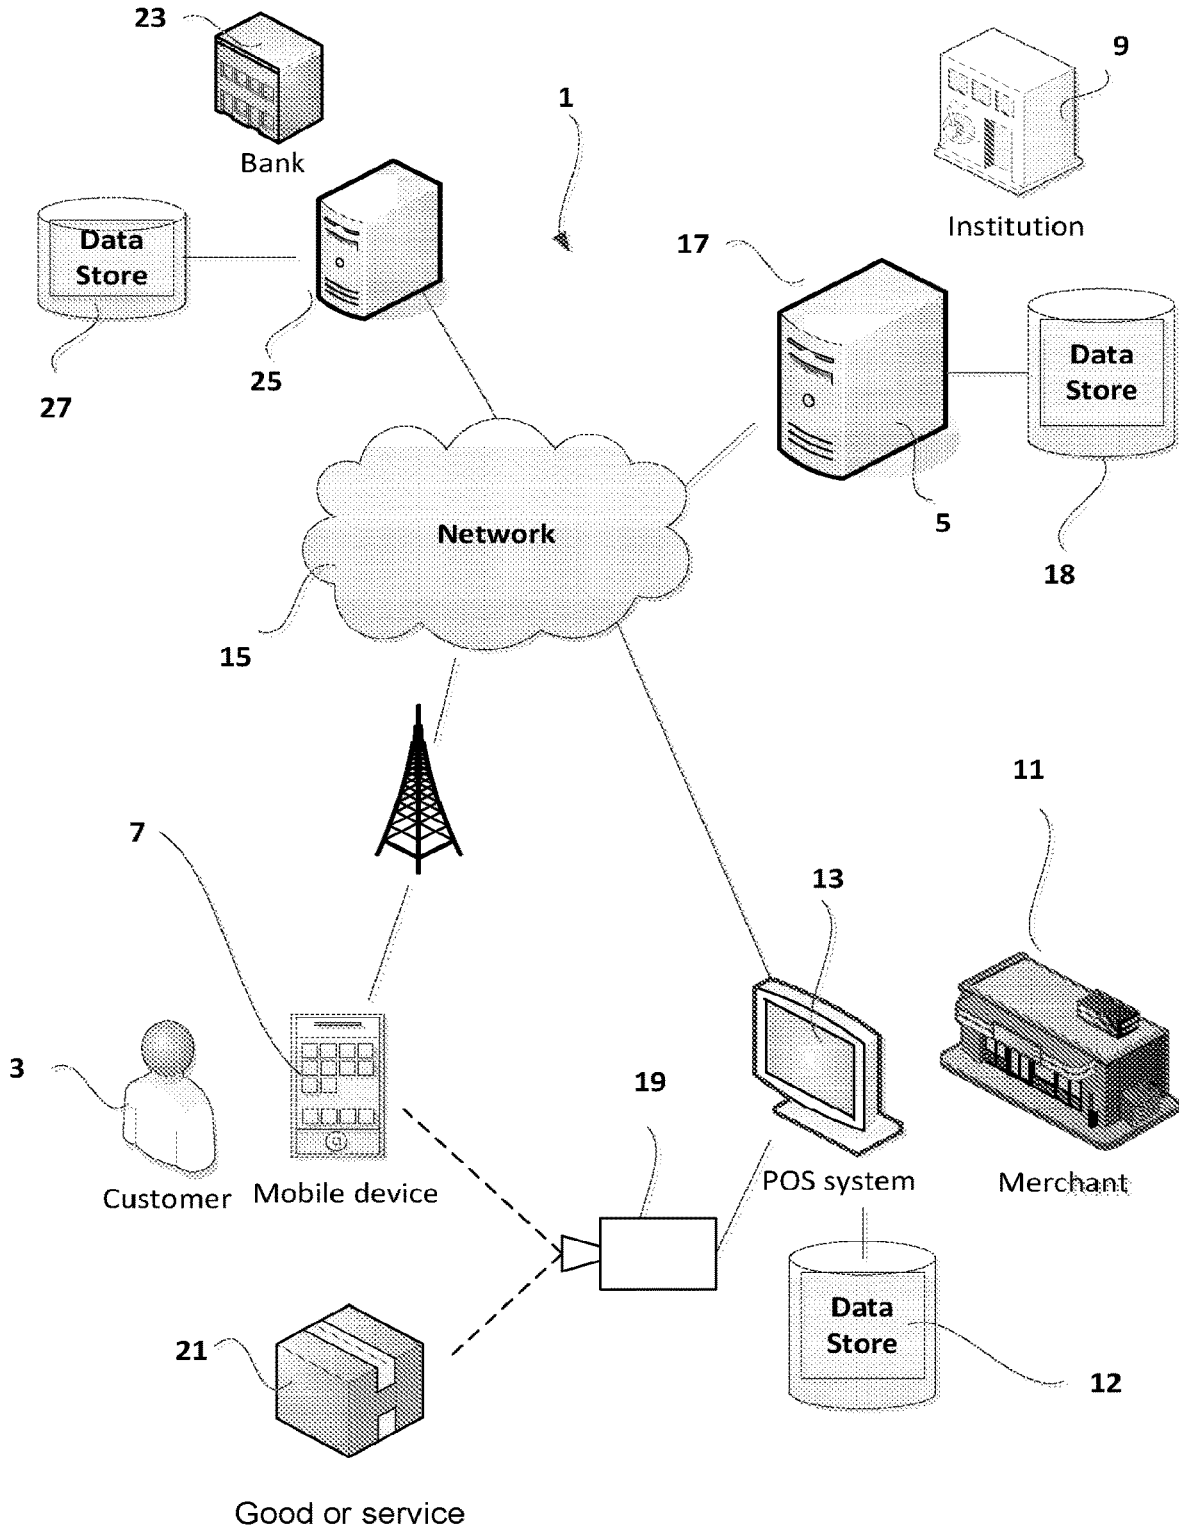 23
Bank
1
9
Institution
Data
Store
27
25
17
Data
Store
5
18
Network
15
7
11
13
3
Customer
Mobile device
19
POS system
Merchant
21
Data
Store
12
Good or service
@